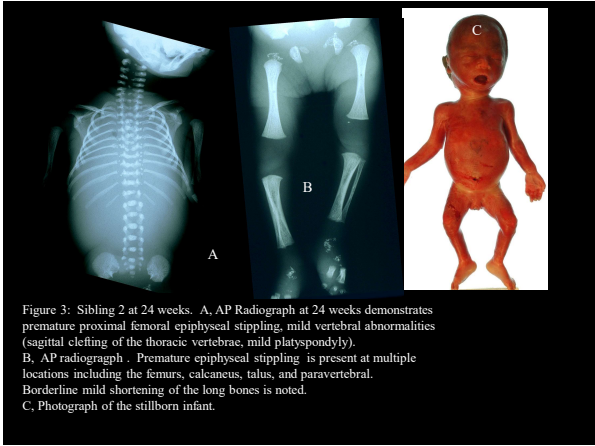 C
B
A
Figure 3: Sibling 2 at 24 weeks. A, AP Radiograph at 24 weeks demonstrates
premature proximal femoral epiphyseal stippling, mild vertebral abnormalities
(sagittal clefting of the thoracic vertebrae, mild platyspondyly).
B, AP radiogragph . Premature epiphyseal stippling is present at multiple
locations including the femurs, calcaneus, talus, and paravertebral.
Borderline mild shortening of the long bones is noted.
C, Photograph of the stillborn infant.